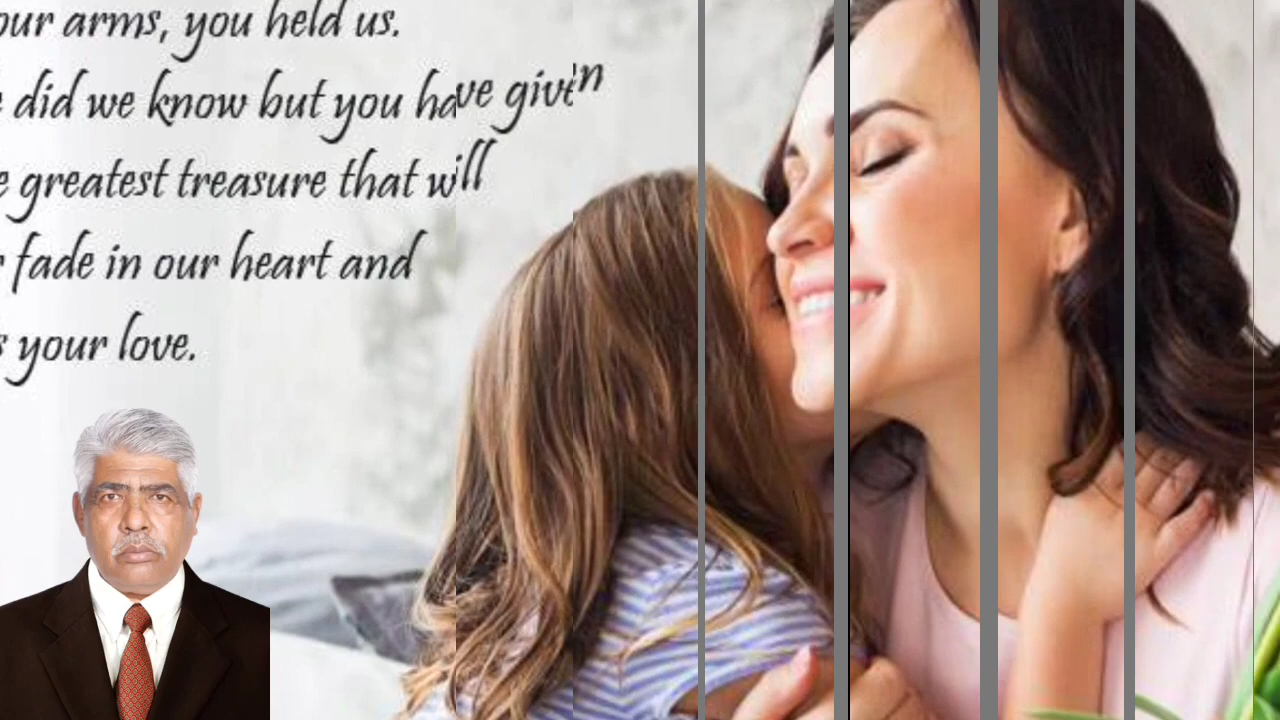 our arms, you held us.
did we know but you have given
greatest treasure that will
fade in our heart and
your love.